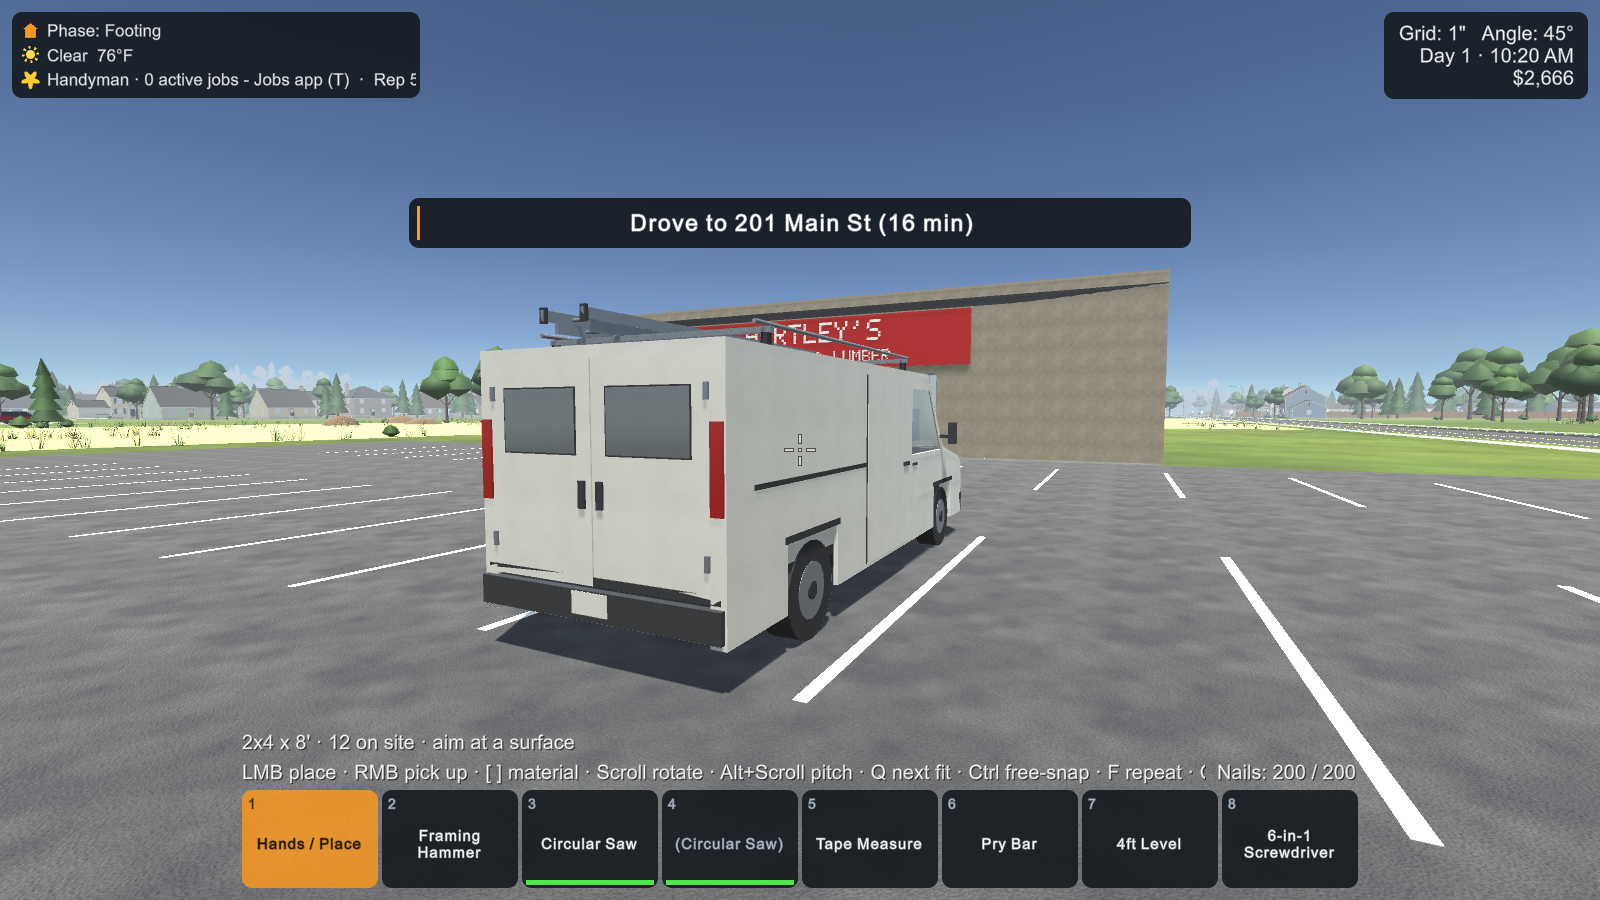 Phase: Footing
Clear 76°F
Handyman · 0 active jobs - Jobs app (T) · Rep
Grid: 1" Angle: 45°
Day 1 · 10:20 AM
$2,666
Drove to 201 Main St (16 min)
RTLEY'S
LUMBER
2x4 x 8' · 12 on site · aim at a surface
LMB place · RMB pick up · [ ] material · Scroll rotate · Alt+Scroll pitch · Q next fit · Ctrl free-snap · F repeat · Nails: 200 / 200
1
Hands / Place
2
Framing
Hammer
3
Circular Saw
4
(Circular Saw)
5
Tape Measure
6
Pry Bar
7
4ft Level
8
6-in-1
Screwdriver